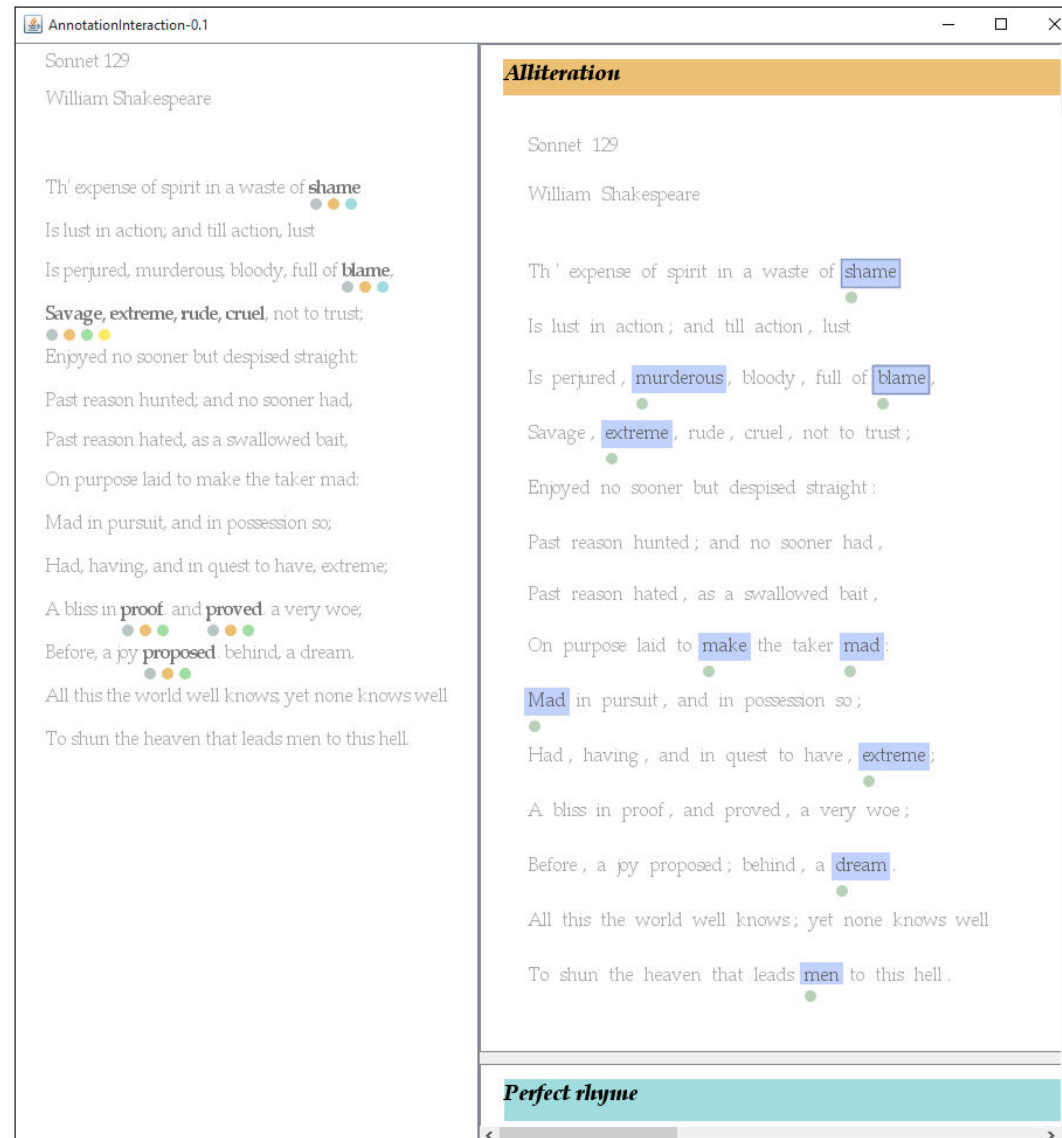 AnnotationInteraction-0.1
Sonnet 129
William Shakespeare
Th' expense of spirit in a waste of shame
Is lust in action; and till action, lust
Is perjured, murderous, bloody, full of blame,
Savage, extreme, rude, cruel, not to trust;
Enjoyed no sooner but despised straight:
Past reason hunted; and no sooner had,
Past reason hated, as a swallowed bait,
On purpose laid to make the taker mad:
Mad in pursuit, and in possession so;
Had, having, and in quest to have, extreme;
A bliss in proof, and proved, a very woe;
Before, a joy proposed; behind, a dream.
All this the world well knows; yet none knows well
To shun the heaven that leads men to this hell.
Alliteration
Sonnet 129
William Shakespeare
Th ' expense of spirit in a waste of shame
Is lust in action ; and till action , lust
Is perjured , murderous , bloody , full of blame ,
Savage , extreme , rude , cruel , not to trust ;
Enjoyed no sooner but despised straight :
Past reason hunted ; and no sooner had ,
Past reason hated , as a swallowed bait ,
On purpose laid to make the taker mad :
Mad in pursuit , and in possession so ;
Had , having , and in quest to have , extreme ;
A bliss in proof , and proved , a very woe ;
Before , a joy proposed ; behind , a dream .
All this the world well knows ; yet none knows well
To shun the heaven that leads men to this hell .
Perfect rhyme